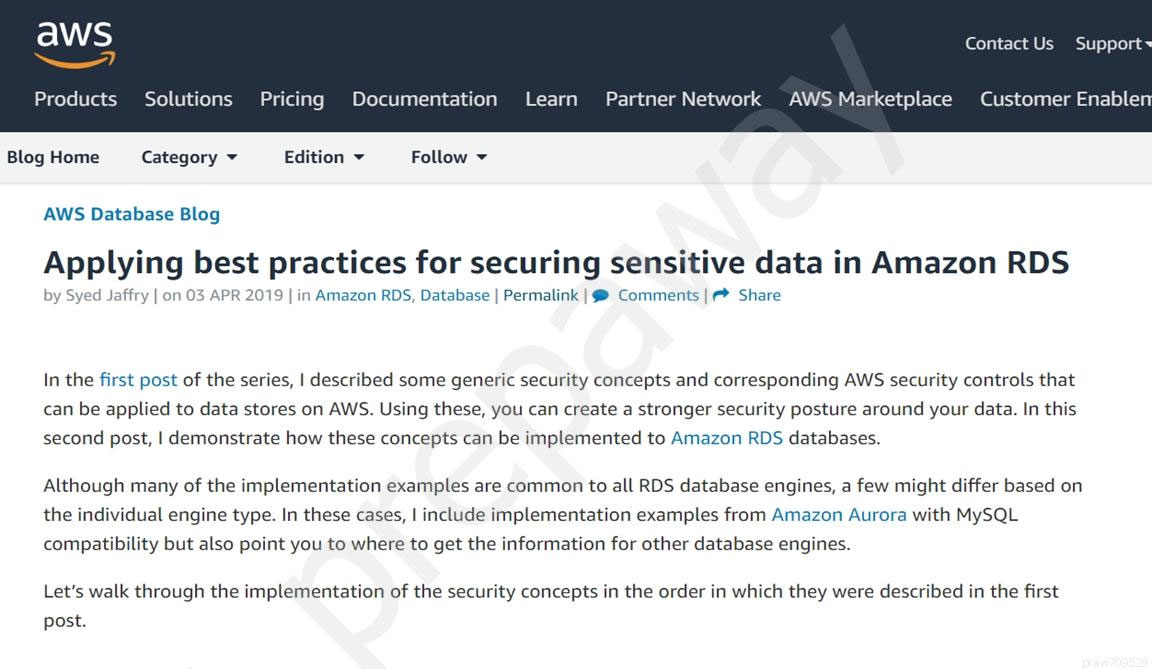 aws
Contact Us Support
Products Solutions Pricing Documentation Learn Partner Network AWS Marketplace Customer Enablem
Blog Home Category Edition Follow
AWS Database Blog
Applying best practices for securing sensitive data in Amazon RDS
by Syed Jaffry | on 03 APR 2019 | in Amazon RDS, Database | Permalink | Comments | Share
In the first post of the series, I described some generic security concepts and corresponding AWS security controls that
can be applied to data stores on AWS. Using these, you can create a stronger security posture around your data. In this
second post, I demonstrate how these concepts can be implemented to Amazon RDS databases.
Although many of the implementation examples are common to all RDS database engines, a few might differ based on
the individual engine type. In these cases, I include implementation examples from Amazon Aurora with MySQL
compatibility but also point you to where to get the information for other database engines.
Let's walk through the implementation of the security concepts in the order in which they were described in the first
post.
prepaway
praw709528